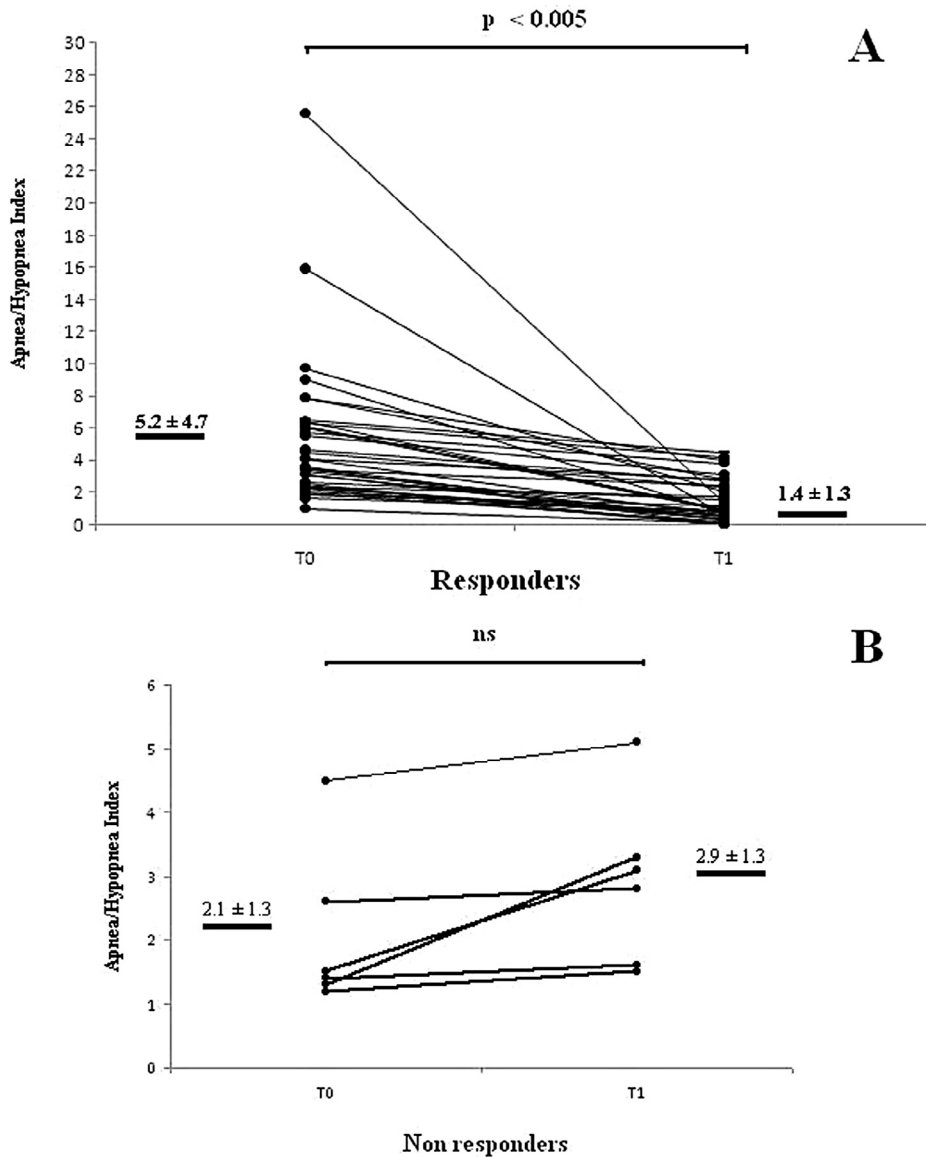 p < 0.005
A
30
28
26
24
22
20
18
16
14
12
10
8
6
4
2
0
Apnea/Hypopnea Index
5.2 ± 4.7
1.4 ± 1.3
T0
T1
Responders
ns
B
6
5
4
3
2
1
0
Apnea/Hypopnea Index
2.1 ± 1.3
2.9 ± 1.3
T0
T1
Non responders